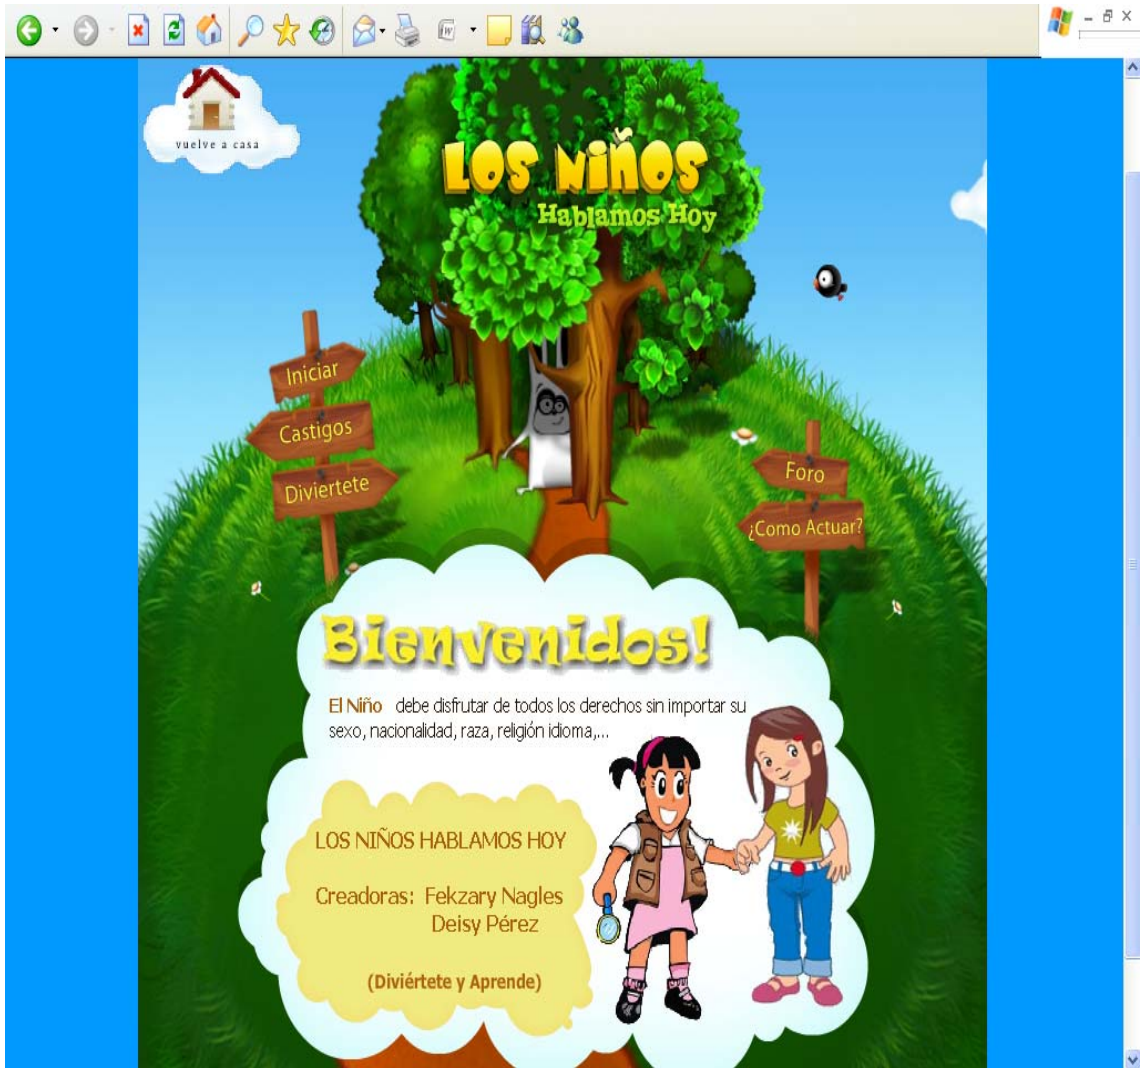 vuelve a casa
LOS NIÑOS
Hablamos Hoy
Iniciar
Castigos
Diviertete
Foro
¿Como Actuar?
Bienvenidos!
El Niño debe disfrutar de todos los derechos sin importar su
sexo, nacionalidad, raza, religión idioma,...
LOS NIÑOS HABLAMOS HOY
Creadoras: Fekzary Nagles
Deisy Pérez
(Diviértete y Aprende)